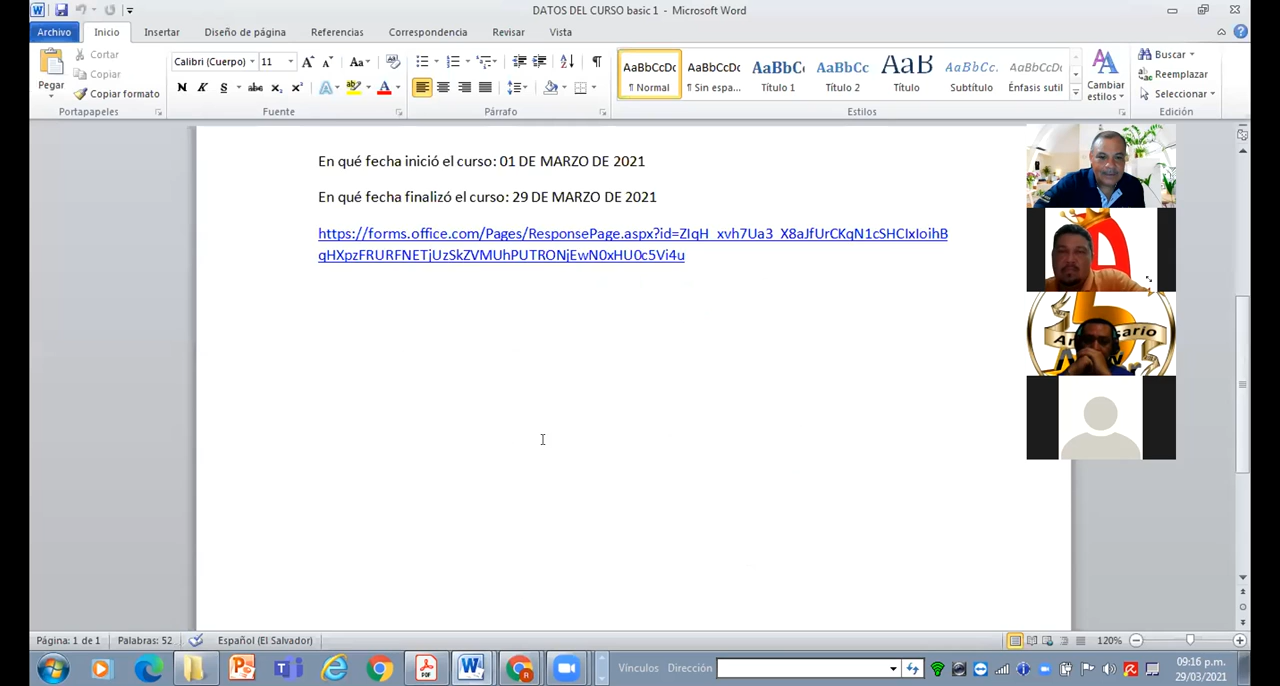 DATOS DEL CURSO basic 1 - Microsoft Word
Archivo Inicio Insertar Diseño de página Referencias Correspondencia Revisar Vista
Cortar
Copiar
Copiar formato
Pegar
Portapapeles
Calibri (Cuerpo) 11
Fuente
Párrafo
AaBbCcDc AaBbCcDc AaBbC AaBbCc AaB AaBbCc. AaBbCcDc
¶ Normal ¶ Sin espa... Título 1 Título 2 Título Subtítulo Énfasis sutil
Estilos
Cambiar estilos
Buscar
Reemplazar
Seleccionar
Edición
En qué fecha inició el curso: 01 DE MARZO DE 2021
En qué fecha finalizó el curso: 29 DE MARZO DE 2021
https://forms.office.com/Pages/ResponsePage.aspx?id=ZIqH_xvh7Ua3_X8aJfUrCKqN1cSHCIxIoihB
qHXpzFRURFNETjUzSkZVMUhPUTRONjEwN0xHU0c5Vi4u
Página: 1 de 1 Palabras: 52 Español (El Salvador) 120%
Vínculos Dirección
09:16 p.m.
29/03/2021